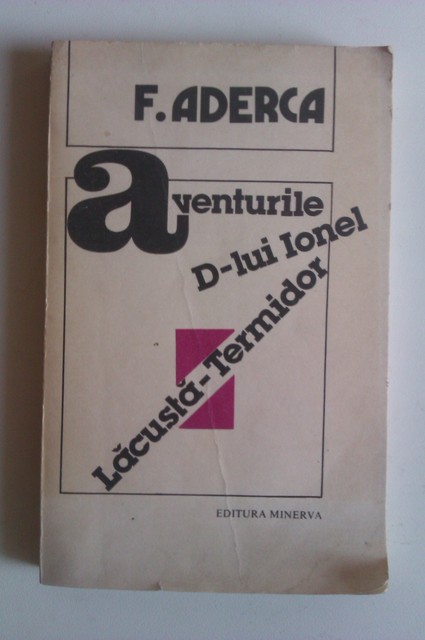 F. ADERCA
aventurile
D-lui Ionel
Lăcustă-Termidor
EDITURA MINERVA